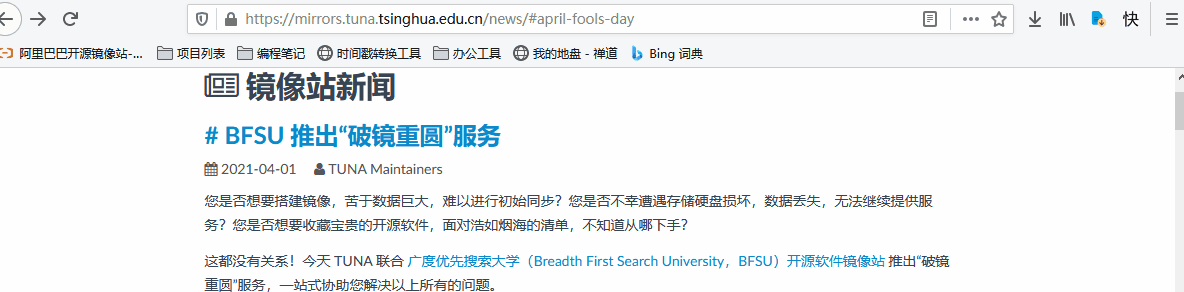 https://mirrors.tuna.tsinghua.edu.cn/news/#april-fools-day
快
阿里巴巴开源镜像站-... 项目列表 编程笔记 时间戳转换工具 办公工具 我的地盘 - 禅道 Bing 词典
镜像站新闻
# BFSU 推出“破镜重圆”服务
2021-04-01 TUNA Maintainers
您是否想要搭建镜像，苦于数据巨大，难以进行初始同步？您是否不幸遭遇存储硬盘损坏，数据丢失，无法继续提供服
务？您是否想要收藏宝贵的开源软件，面对浩如烟海的清单，不知道从哪下手？
这都没有关系！今天 TUNA 联合 广度优先搜索大学（Breadth First Search University，BFSU）开源软件镜像站 推出“破镜
重圆”服务，一站式协助您解决以上所有的问题。